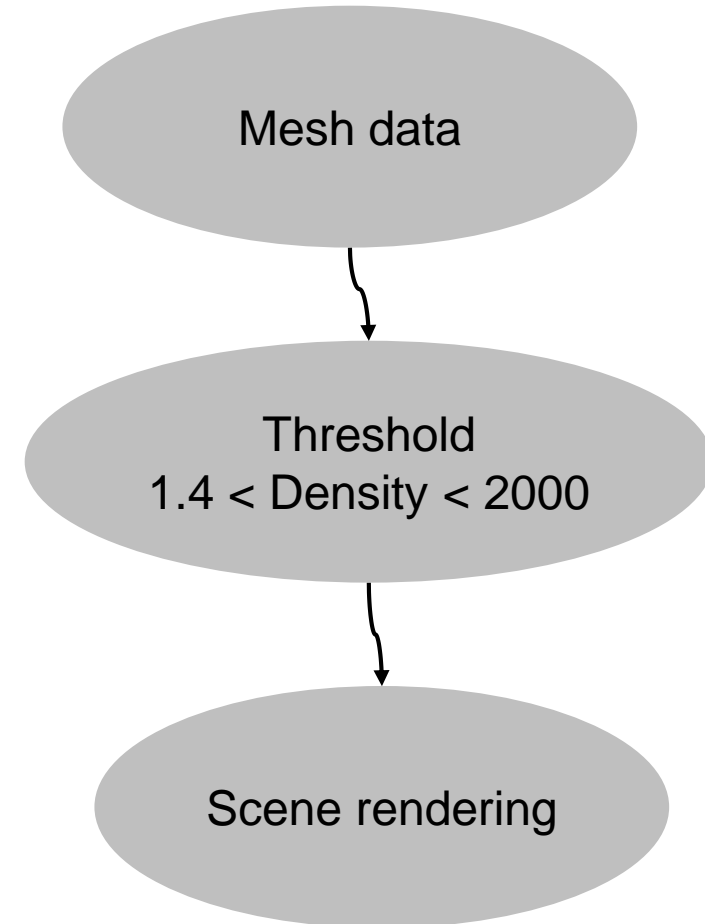 Mesh data
Threshold
1.4 < Density < 2000
Scene rendering